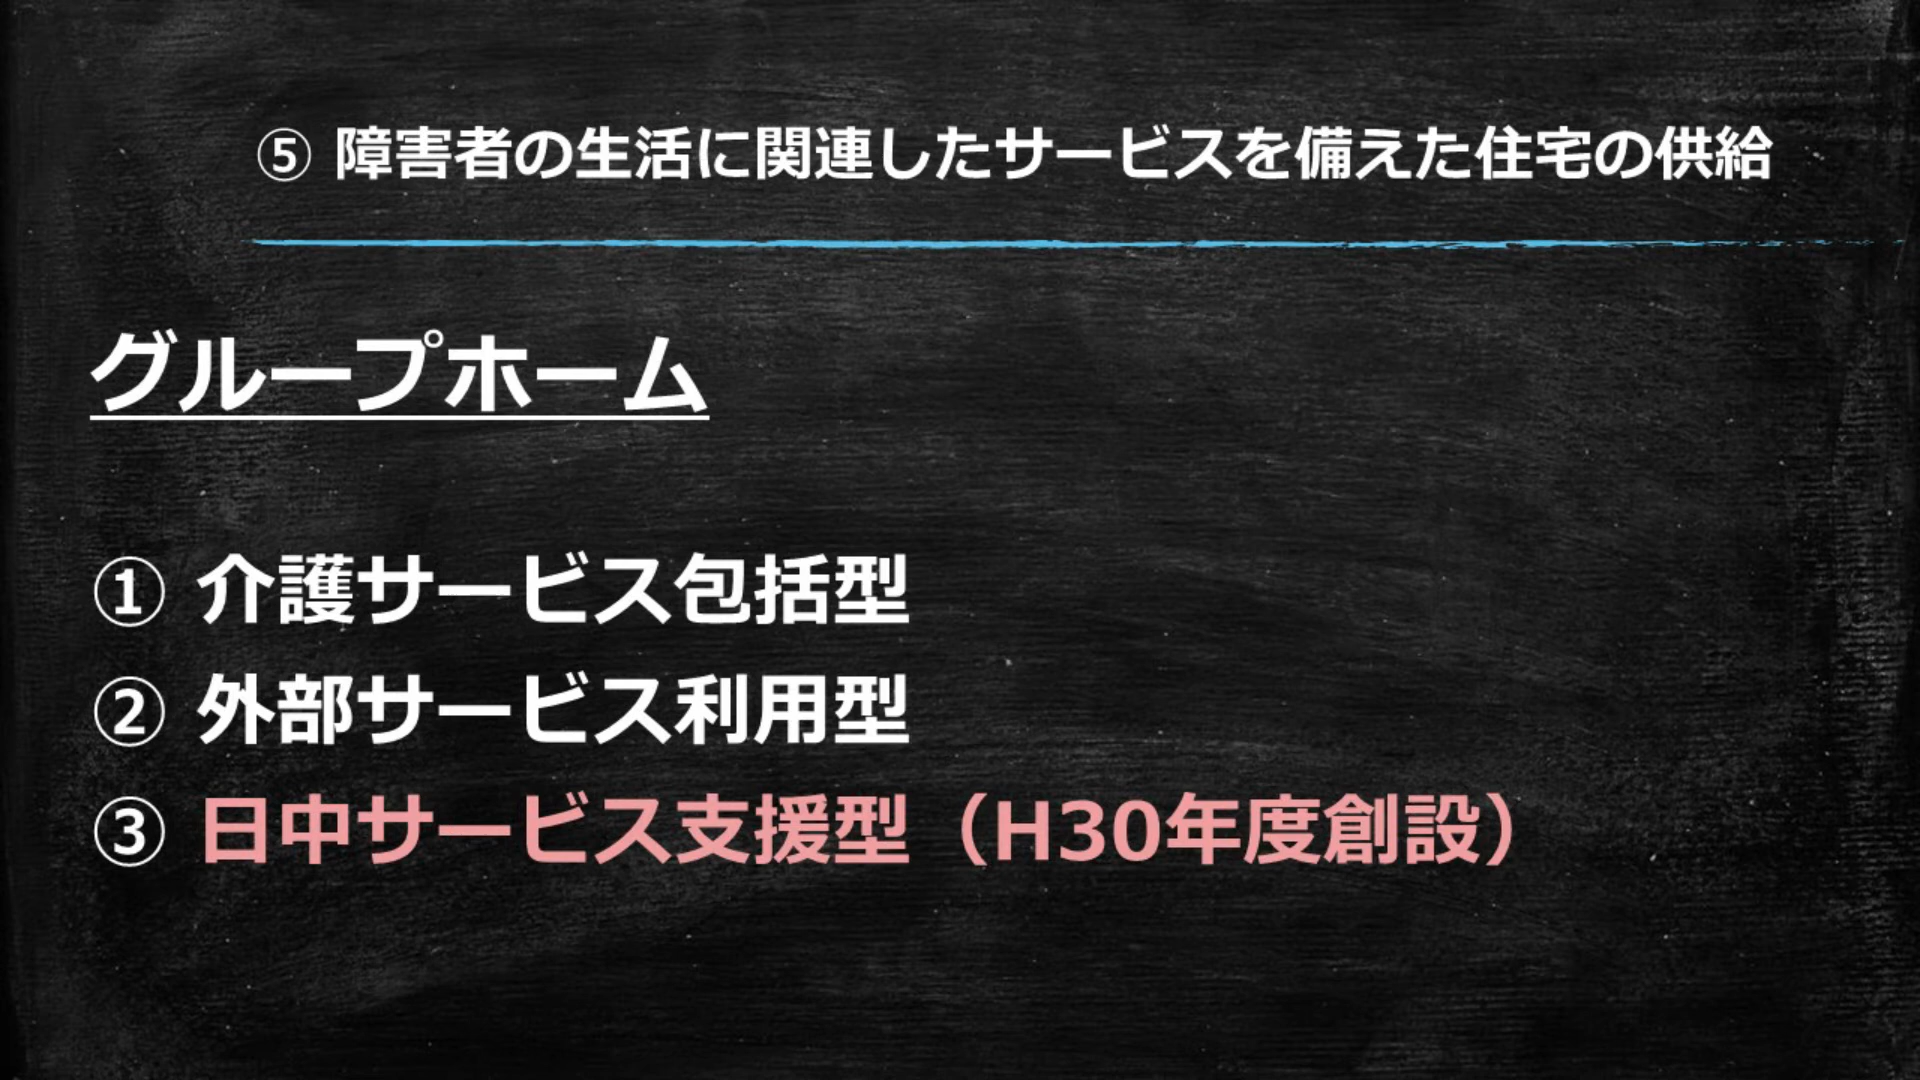 ⑤ 障害者の生活に関連したサービスを備えた住宅の供給
グループホーム
① 介護サービス包括型
② 外部サービス利用型
③ 日中サービス支援型（H30年度創設）